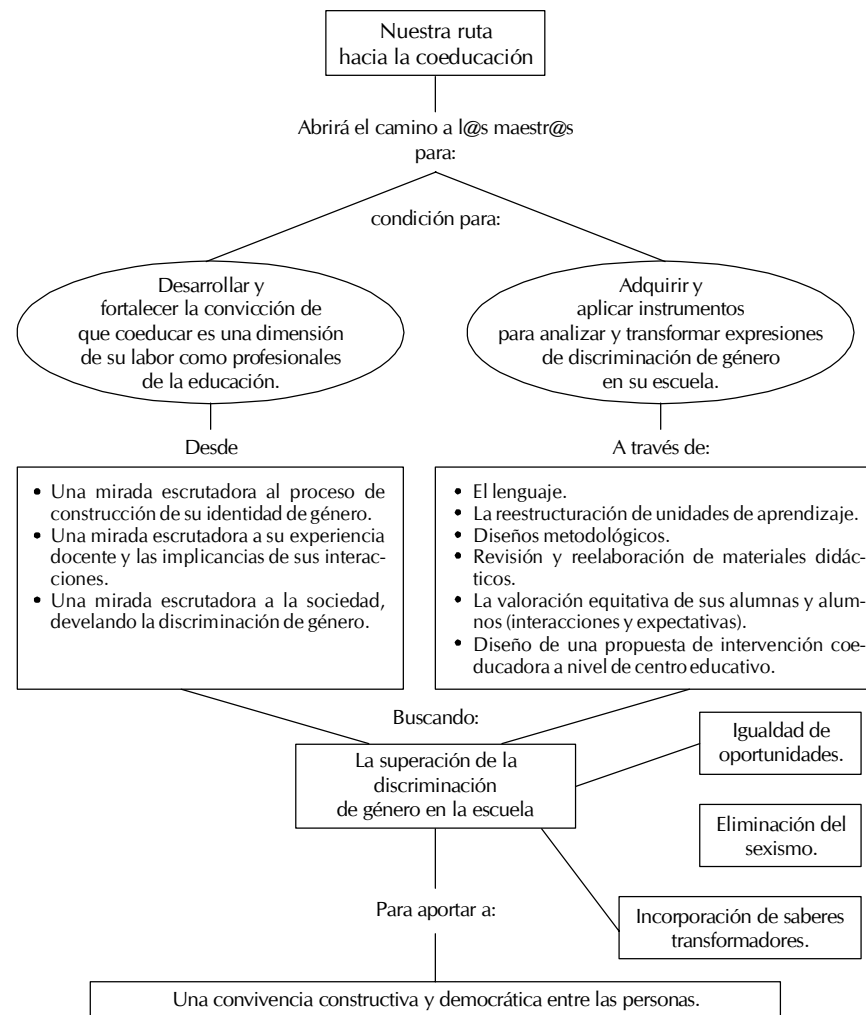 Nuestra ruta
hacia la coeducación
Abrirá el camino a l@s maestr@s
para:
condición para:
Desarrollar y
fortalecer la convicción de
que coeducar es una dimensión
de su labor como profesionales
de la educación.
Adquirir y
aplicar instrumentos
para analizar y transformar expresiones
de discriminación de género
en su escuela.
Desde
A través de:
• Una mirada escrutadora al proceso de
construcción de su identidad de género.
• Una mirada escrutadora a su experiencia
docente y las implicancias de sus interac-
ciones.
• Una mirada escrutadora a la sociedad,
develando la discriminación de género.
• El lenguaje.
• La reestructuración de unidades de aprendizaje.
• Diseños metodológicos.
• Revisión y reelaboración de materiales didác-
ticos.
• La valoración equitativa de sus alumnas y alum-
nos (interacciones y expectativas).
• Diseño de una propuesta de intervención coe-
ducadora a nivel de centro educativo.
Buscando:
La superación de la
discriminación
de género en la escuela
Igualdad de
oportunidades.
Eliminación del
sexismo.
Incorporación de saberes
transformadores.
Para aportar a:
Una convivencia constructiva y democrática entre las personas.